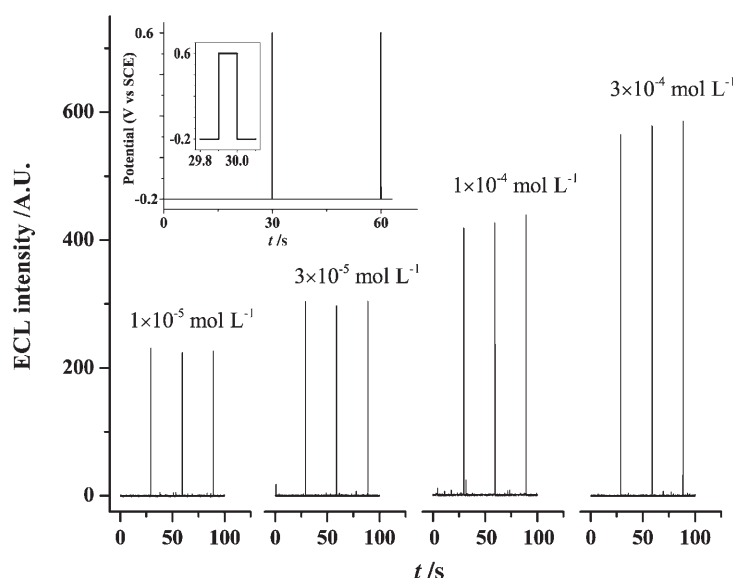 ECL intensity /A.U.
600
400
200
0
Potential (V vs SCE)
0.6
-0.2
0.6
-0.2
29.8 30.0
0 30 60
t /s
1×10-5 mol L-1
3×10-5 mol L-1
1×10-4 mol L-1
3×10-4 mol L-1
0 50 100 0 50 100 0 50 100 0 50 100
t /s